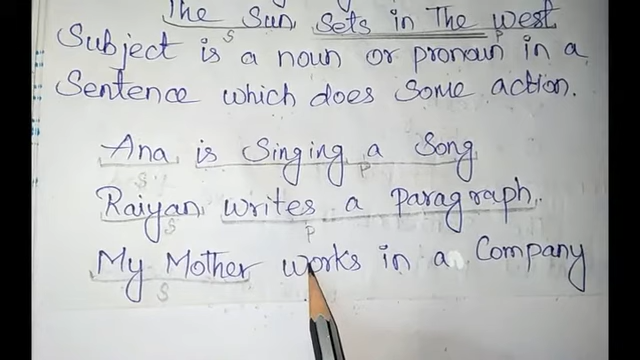 The Sun sets in The west
s p
Subject is a noun or pronoun in a
Sentence which does Some action.
Ana is Singing a Song
s p
Raiyan writes a paragraph.
s p
My Mother works in a Company
s